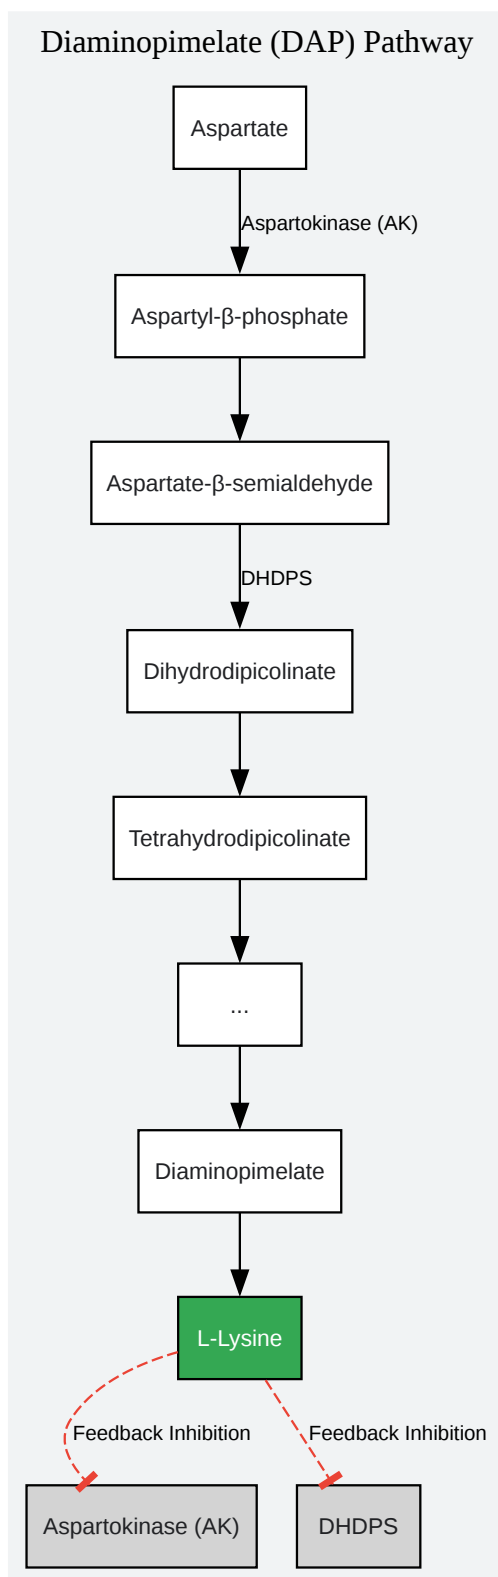 Diaminopimelate (DAP) Pathway
Aspartate
Aspartokinase (AK)
Aspartyl-β-phosphate
Aspartate-β-semialdehyde
DHDPS
Dihydrodipicolinate
Tetrahydrodipicolinate
...
Diaminopimelate
L-Lysine
Feedback Inhibition
Feedback Inhibition
Aspartokinase (AK)
DHDPS